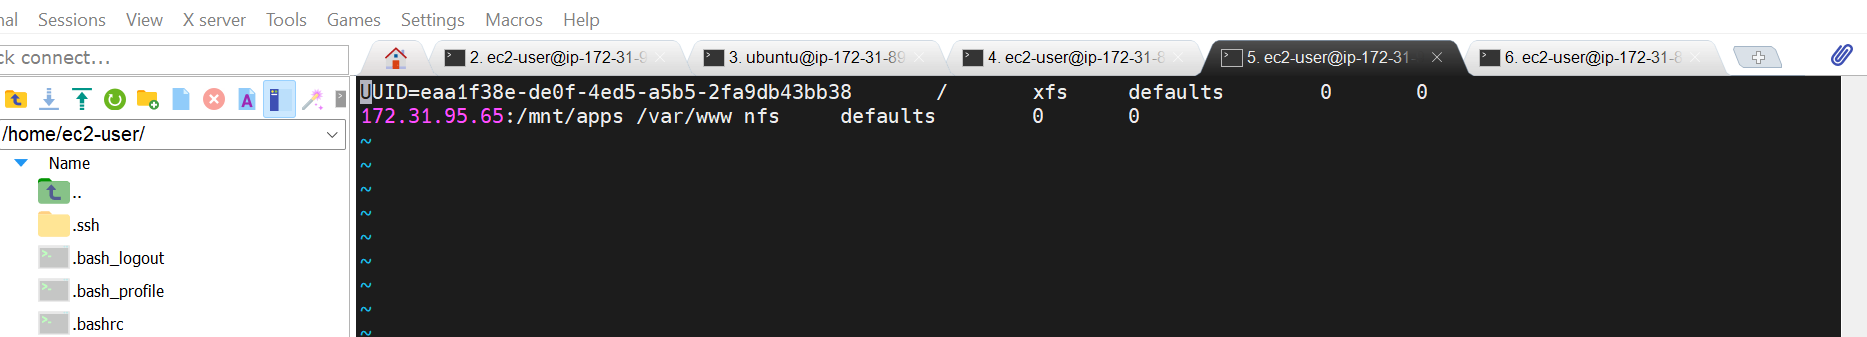 Sessions View X server Tools Games Settings Macros Help
connect...
2. ec2-user@ip-172-31-9
3. ubuntu@ip-172-31-89
4. ec2-user@ip-172-31-8
5. ec2-user@ip-172-31-
6. ec2-user@ip-172-31-8
/home/ec2-user/
Name
..
.ssh
.bash_logout
.bash_profile
.bashrc
UUID=eaa1f38e-de0f-4ed5-a5b5-2fa9db43bb38 / xfs defaults 0 0
172.31.95.65:/mnt/apps /var/www nfs defaults 0 0
~
~
~
~
~
~
~
~
~